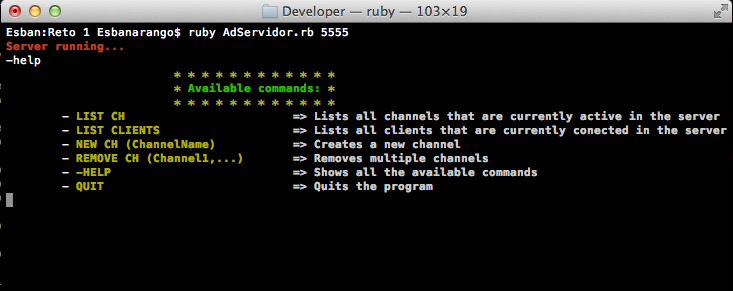 Developer — ruby — 103×19
Esban:Reto 1 Esbanarango$ ruby AdServidor.rb 5555
Server running...
-help
* * * * * * * * * * * *
* Available commands: *
* * * * * * * * * * * *
- LIST CH => Lists all channels that are currently active in the server
- LIST CLIENTS => Lists all clients that are currently conected in the server
- NEW CH (ChannelName) => Creates a new channel
- REMOVE CH (Channel1,...) => Removes multiple channels
- -HELP => Shows all the available commands
- QUIT => Quits the program